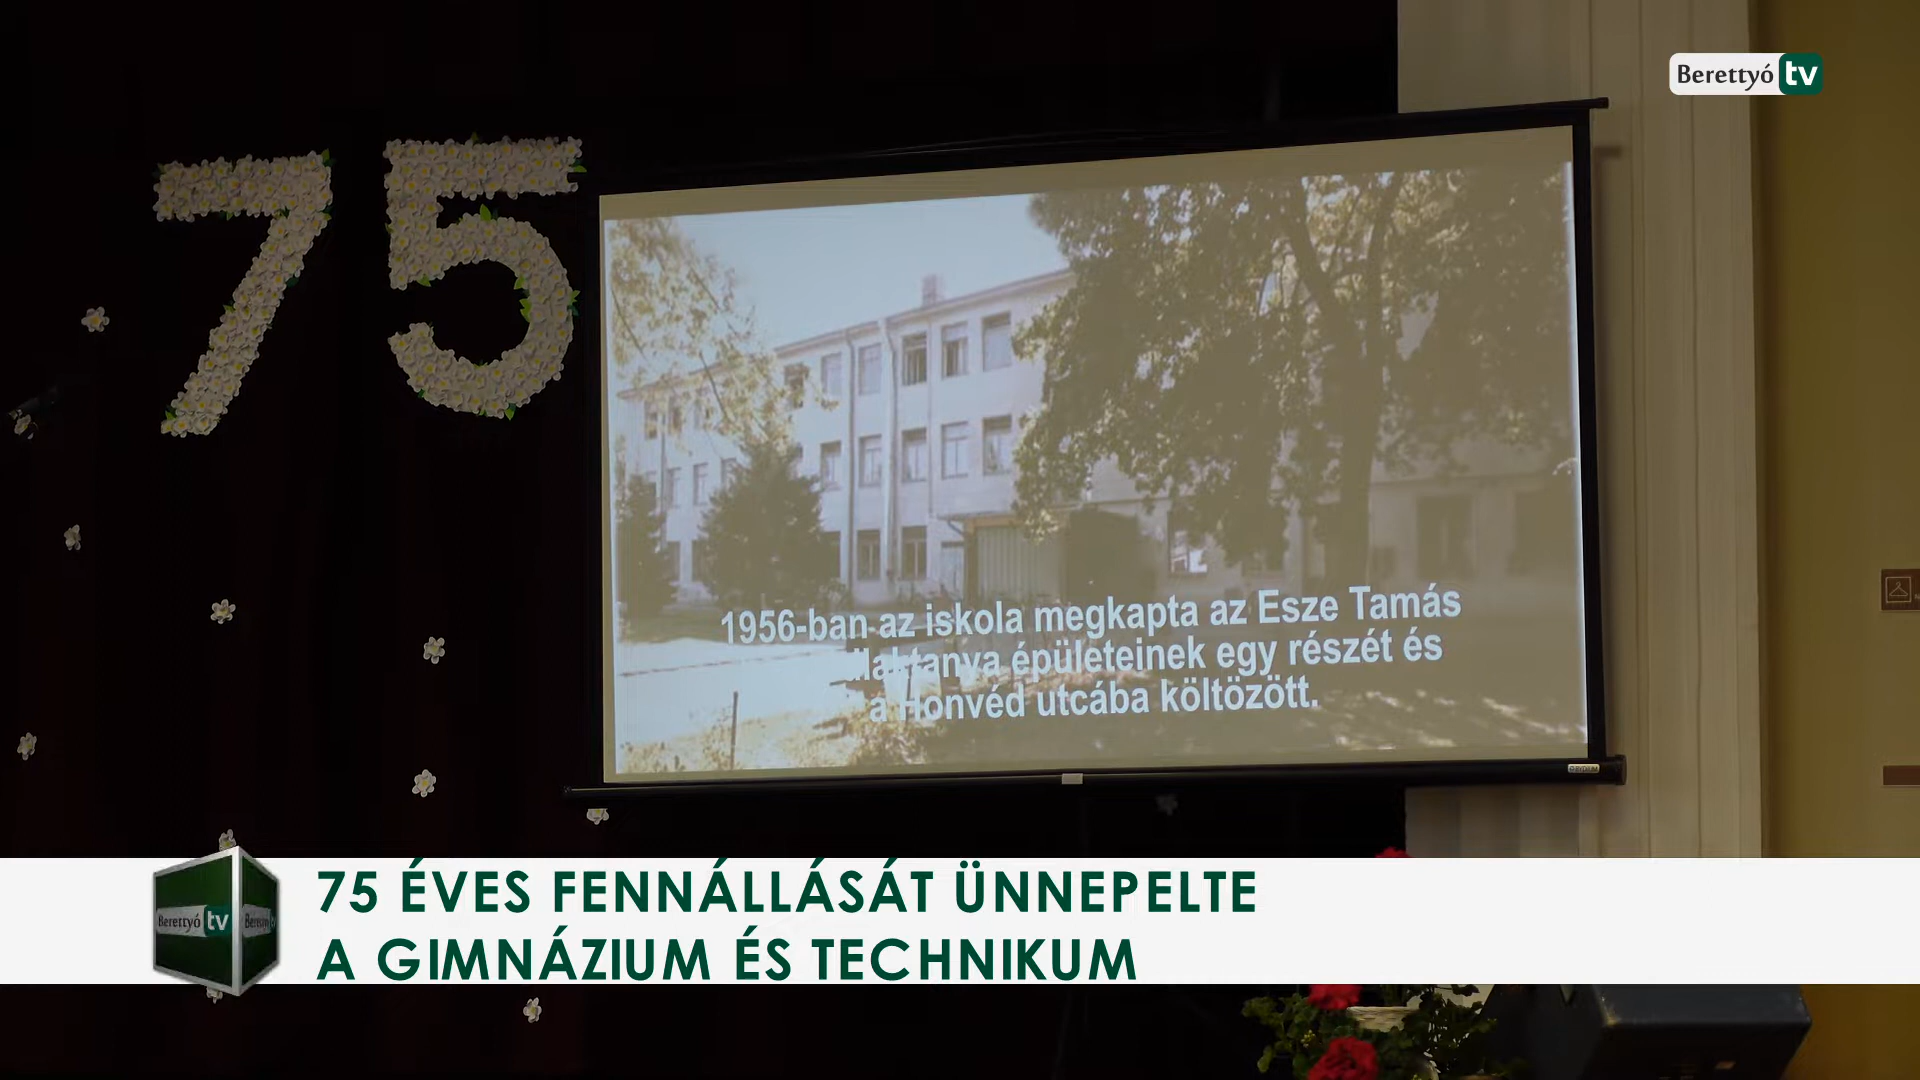 Berettyó tv
75
1956-ban az iskola megkapta az Esze Tamás
laktanya épületeinek egy részét és
a Honvéd utcába költözött.
75 ÉVES FENNÁLLÁSÁT ÜNNEPELTE
A GIMNÁZIUM ÉS TECHNIKUM
Berettyó tv